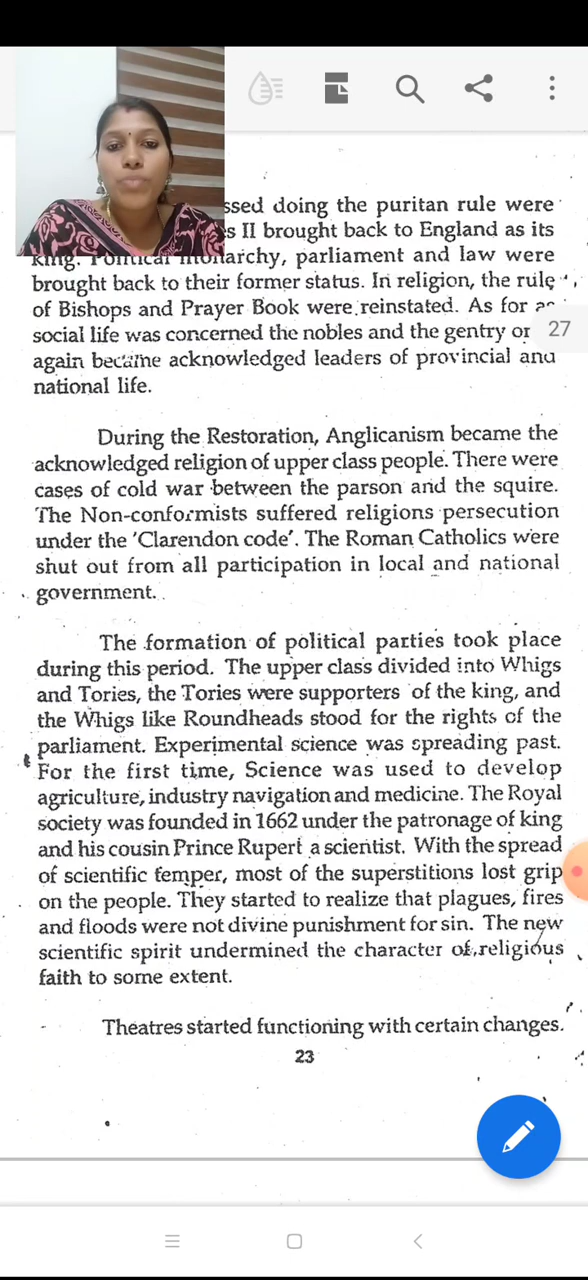 ssed doing the puritan rule were
s II brought back to England as its
king. Political monarchy, parliament and law were
brought back to their former status. In religion, the rule
of Bishops and Prayer Book were reinstated. As for as
social life was concerned the nobles and the gentry on
27
again became acknowledged leaders of provincial and
national life.
During the Restoration, Anglicanism became the
acknowledged religion of upper class people. There were
cases of cold war between the parson and the squire.
The Non-conformists suffered religions persecution
under the 'Clarendon code'. The Roman Catholics were
shut out from all participation in local and national
government.
The formation of political parties took place
during this period. The upper class divided into Whigs
and Tories, the Tories were supporters of the king, and
the Whigs like Roundheads stood for the rights of the
parliament. Experimental science was spreading past.
For the first time, Science was used to develop
agriculture, industry navigation and medicine. The Royal
society was founded in 1662 under the patronage of king
and his cousin Prince Rupert a scientist. With the spread
of scientific temper, most of the superstitions lost grip
on the people. They started to realize that plagues, fires
and floods were not divine punishment for sin. The new
scientific spirit undermined the character of religious
faith to some extent.
Theatres started functioning with certain changes.
23